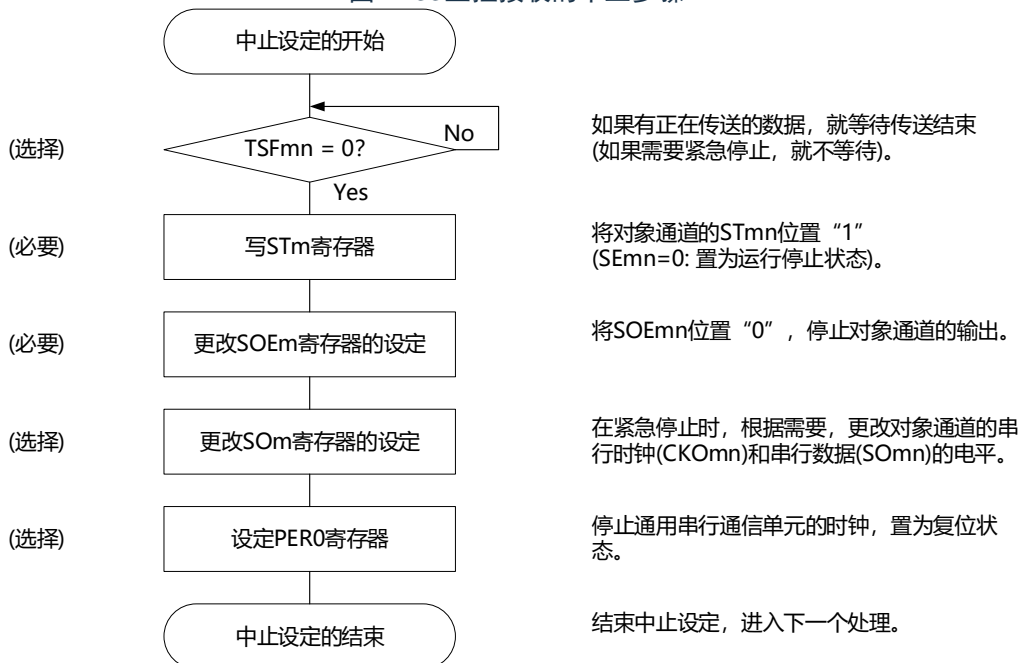 中止设定的开始
(选择)
TSFmn = 0?
No
Yes
如果有正在传送的数据，就等待传送结束
(如果需要紧急停止，就不等待)。
(必要)
写STm寄存器
将对象通道的STmn位置“1”
(SEmn=0: 置为运行停止状态)。
(必要)
更改SOEm寄存器的设定
将SOEmn位置“0”，停止对象通道的输出。
(选择)
更改SOm寄存器的设定
在紧急停止时，根据需要，更改对象通道的串
行时钟(CKOmn)和串行数据(SOmn)的电平。
(选择)
设定PER0寄存器
停止通用串行通信单元的时钟，置为复位状
态。
中止设定的结束
结束中止设定，进入下一个处理。